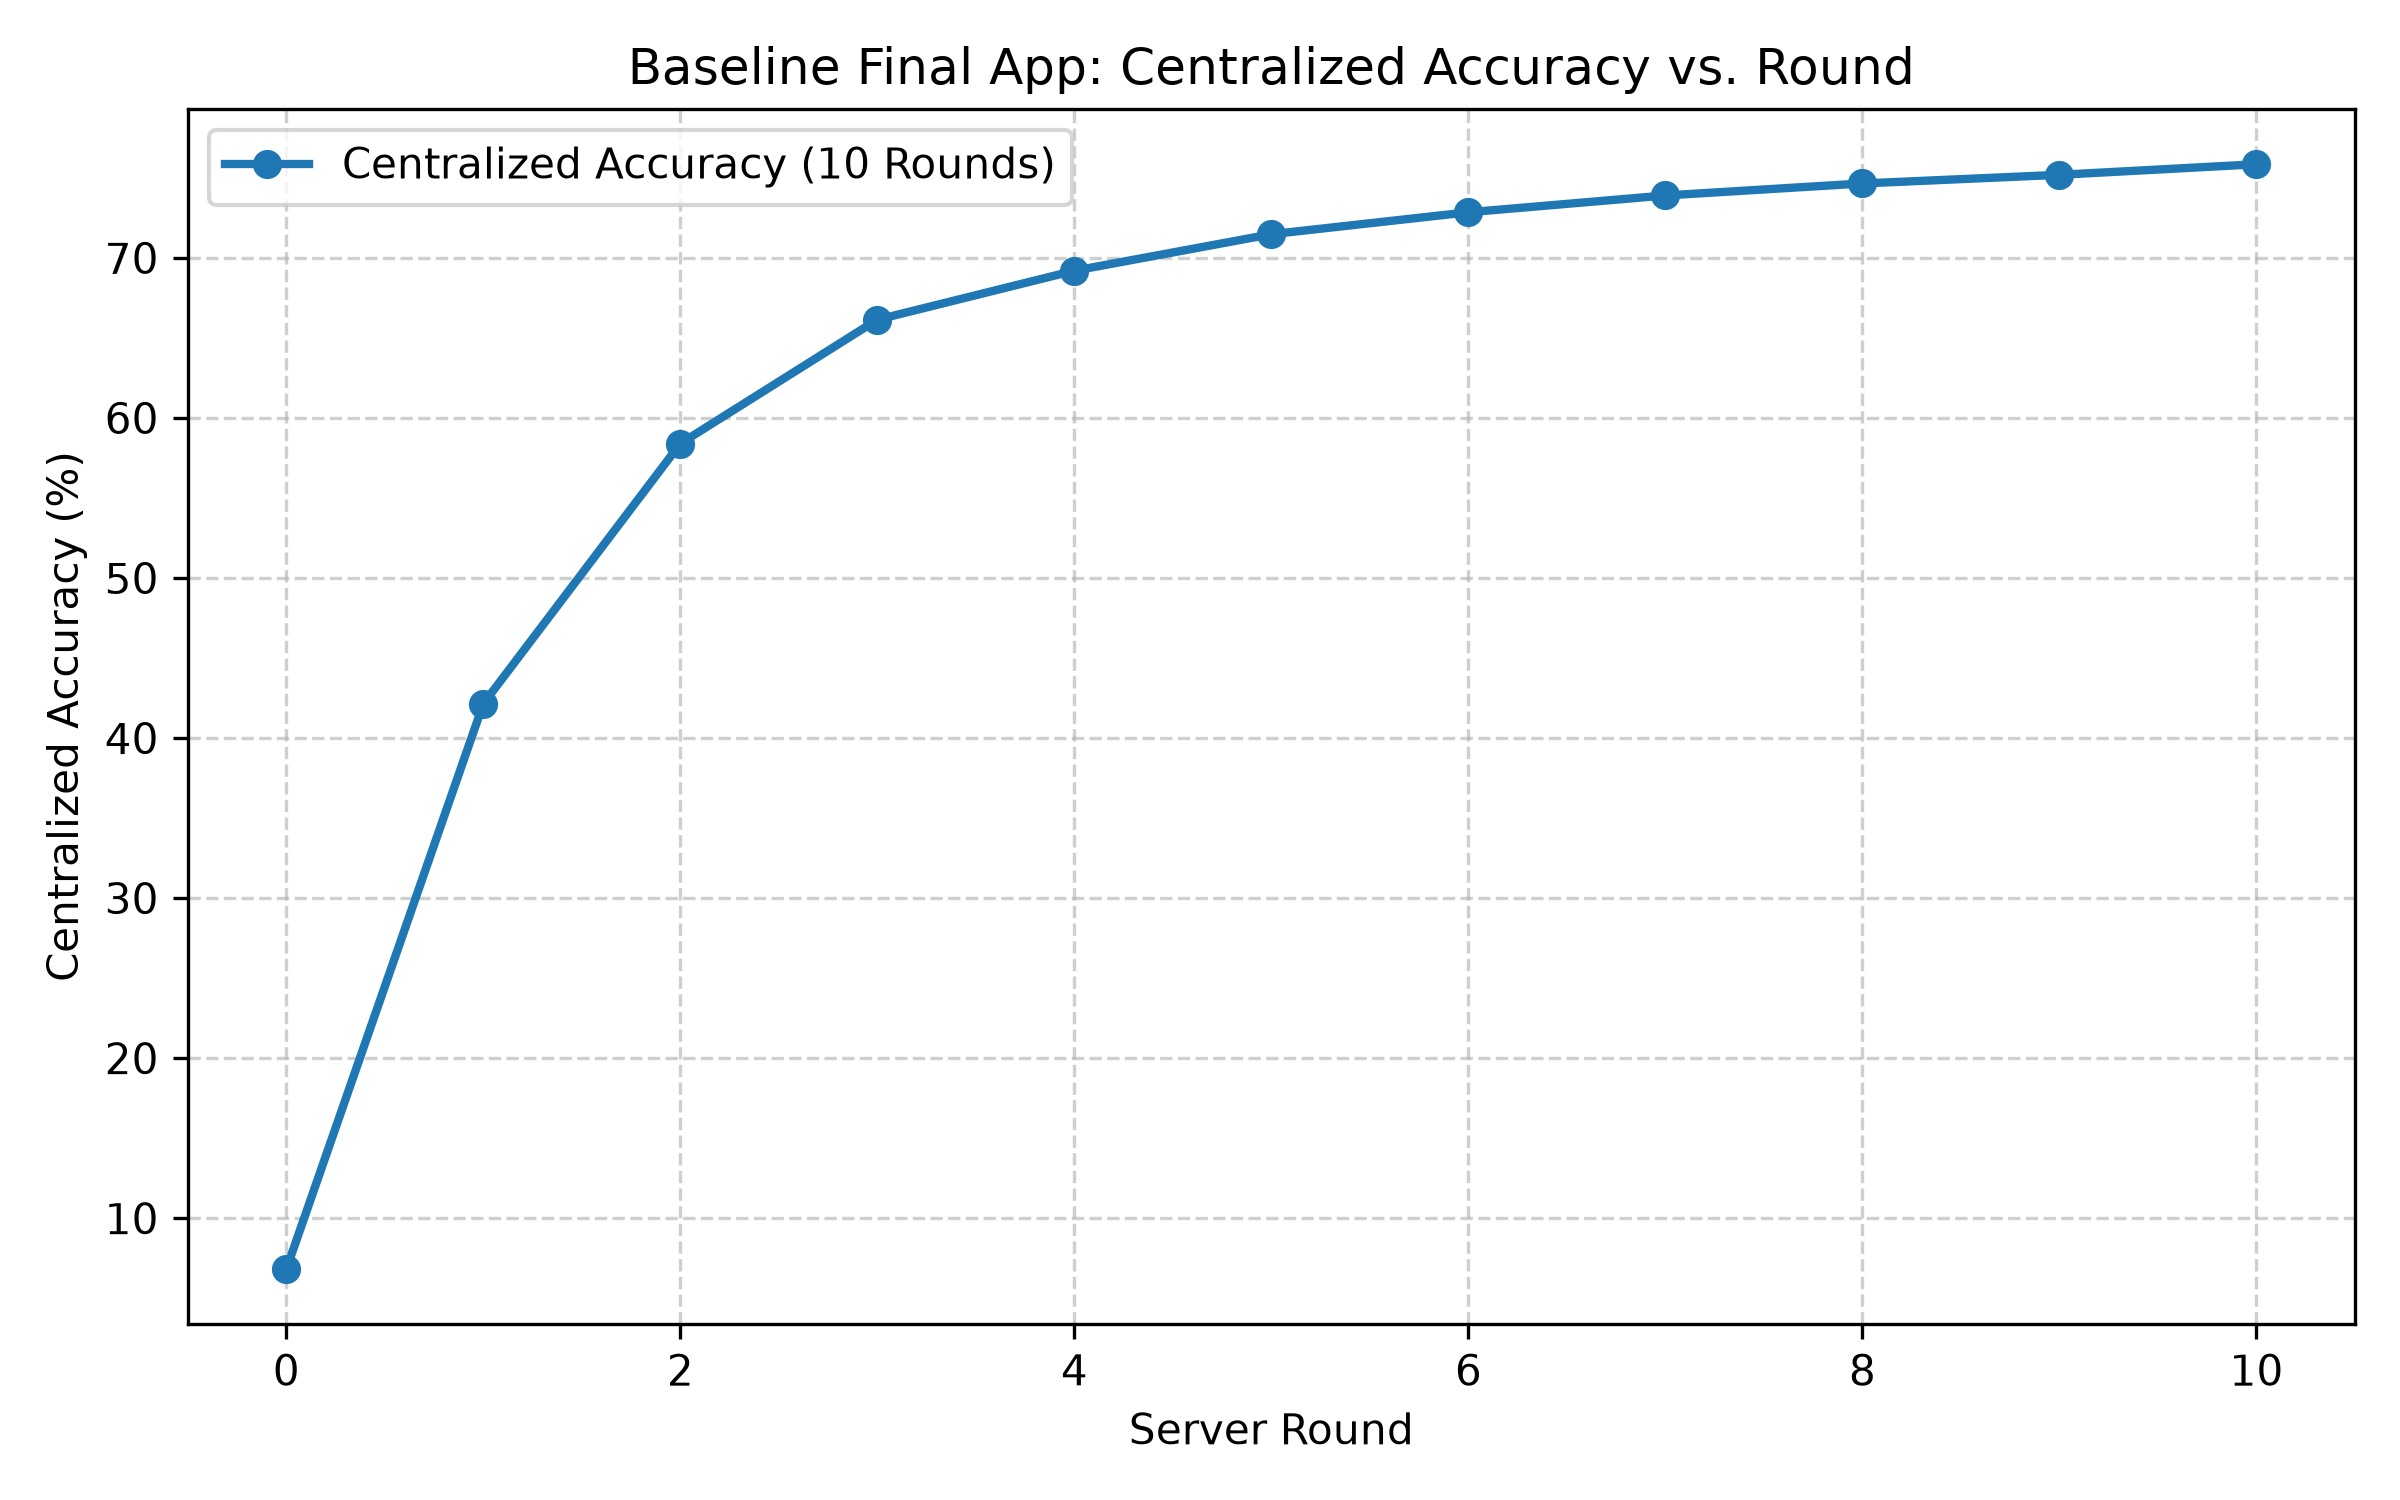 Baseline Final App: Centralized Accuracy vs. Round
Centralized Accuracy (10 Rounds)
Centralized Accuracy (%)
70
60
50
40
30
20
10
0 2 4 6 8 10
Server Round